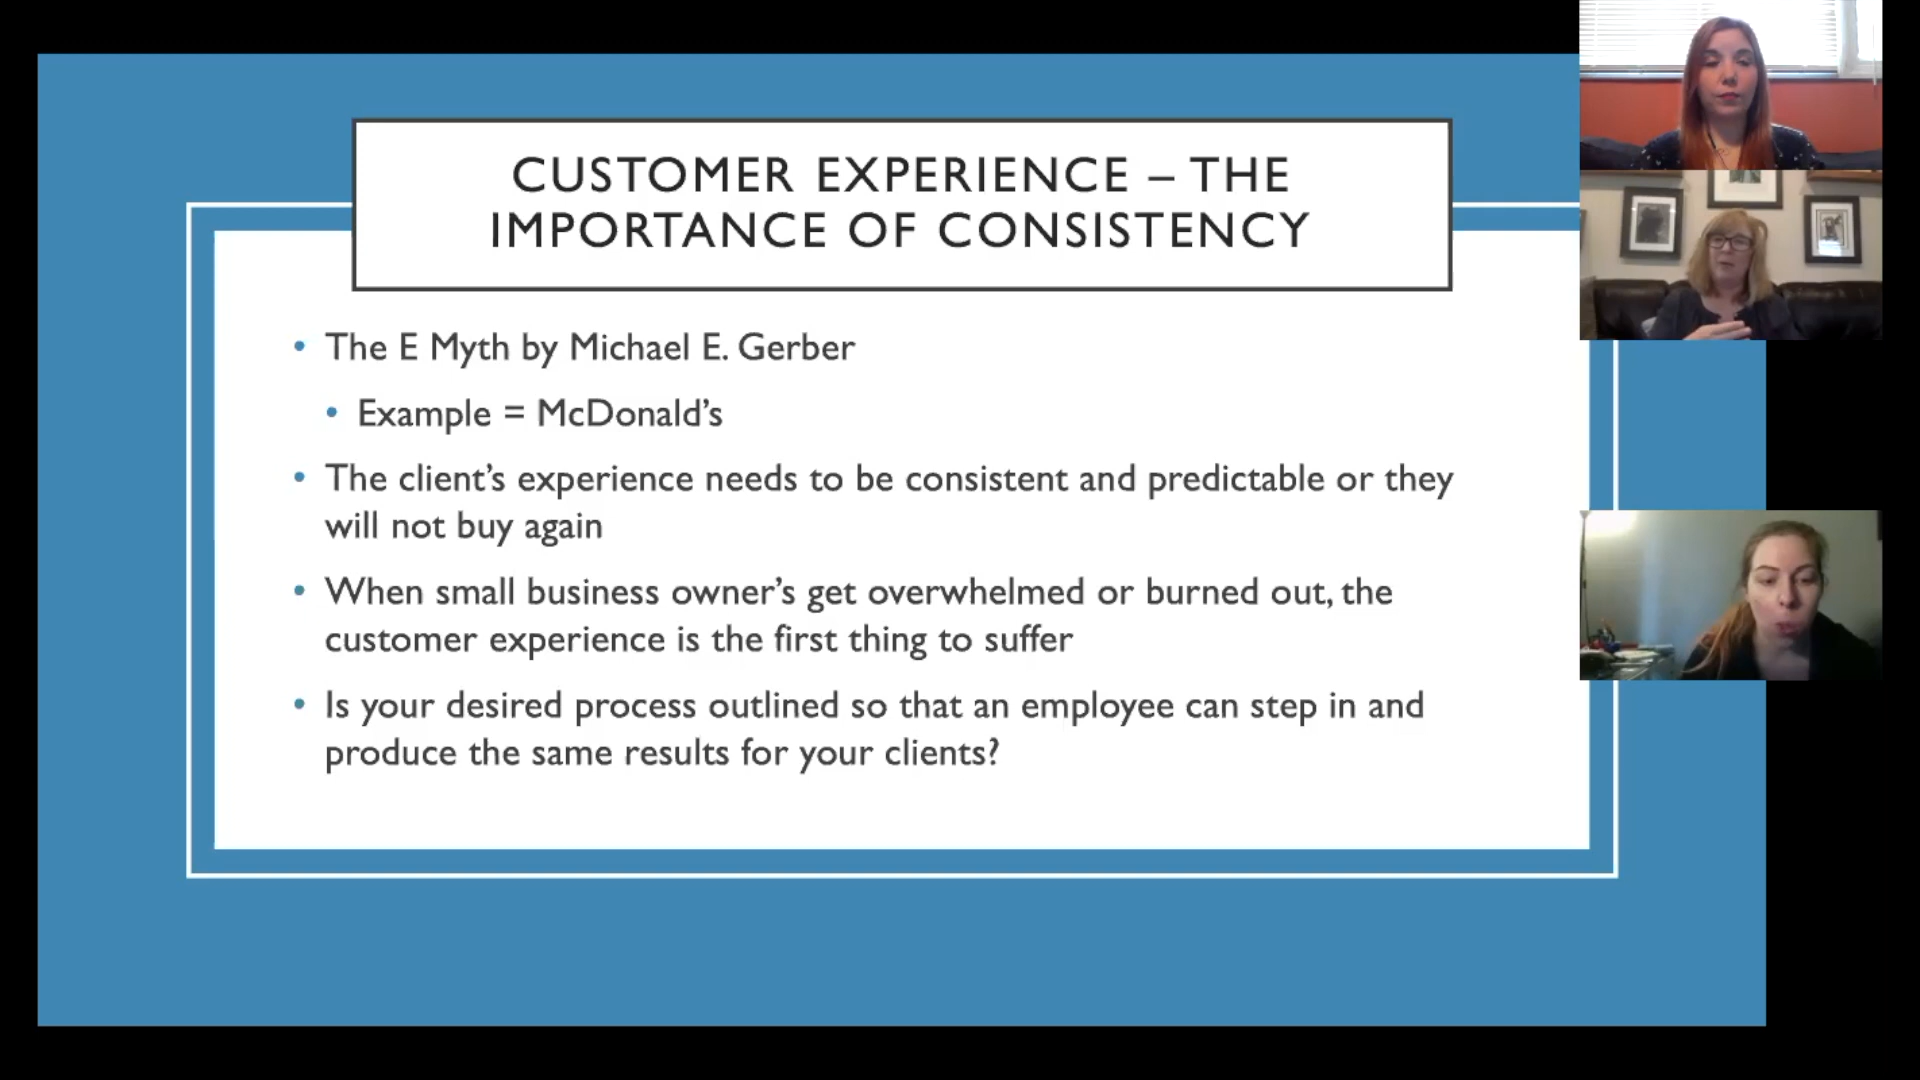 CUSTOMER EXPERIENCE – THE
IMPORTANCE OF CONSISTENCY
• The E Myth by Michael E. Gerber
• Example = McDonald’s
• The client’s experience needs to be consistent and predictable or they
will not buy again
• When small business owner’s get overwhelmed or burned out, the
customer experience is the first thing to suffer
• Is your desired process outlined so that an employee can step in and
produce the same results for your clients?